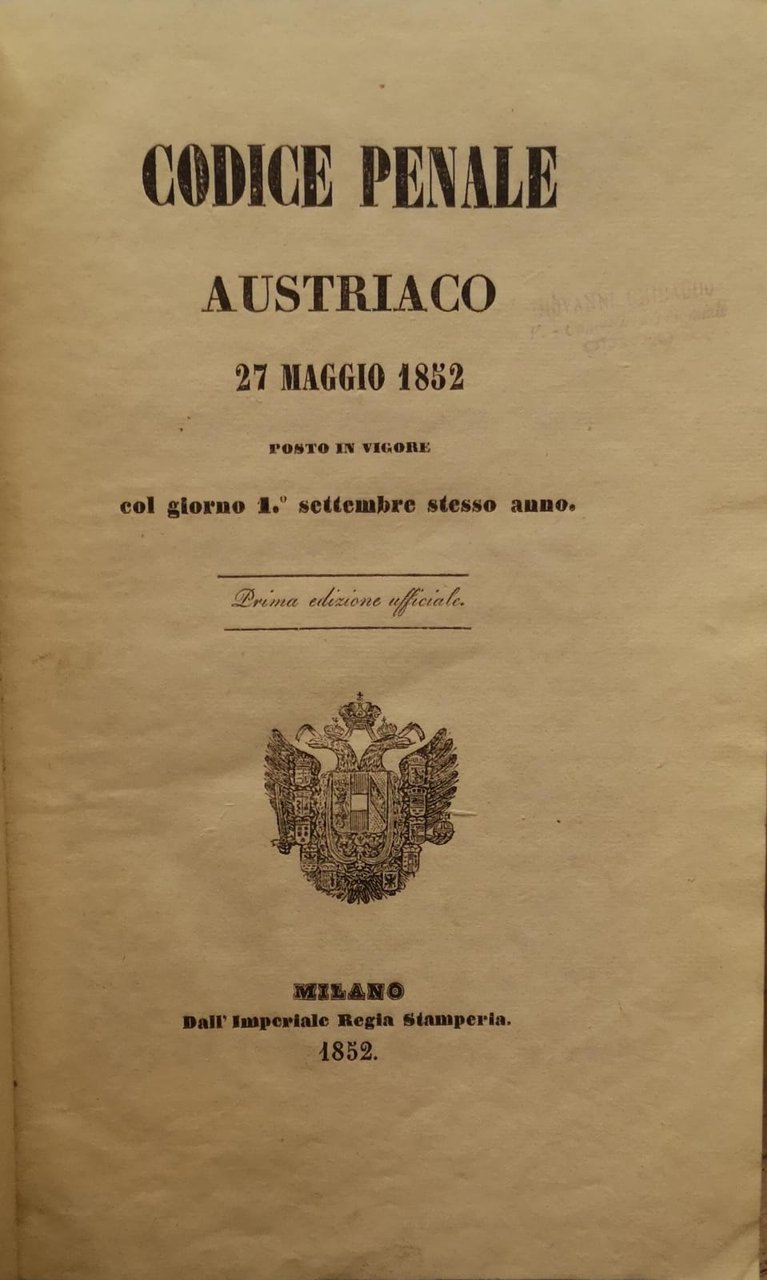 CODICE PENALE
AUSTRIACO
27 MAGGIO 1852
POSTO IN VIGORE
col giorno 1.º settembre stesso anno.
Prima edizione ufficiale.
MILANO
Dall' Imperiale Regia Stamperia.
1852.